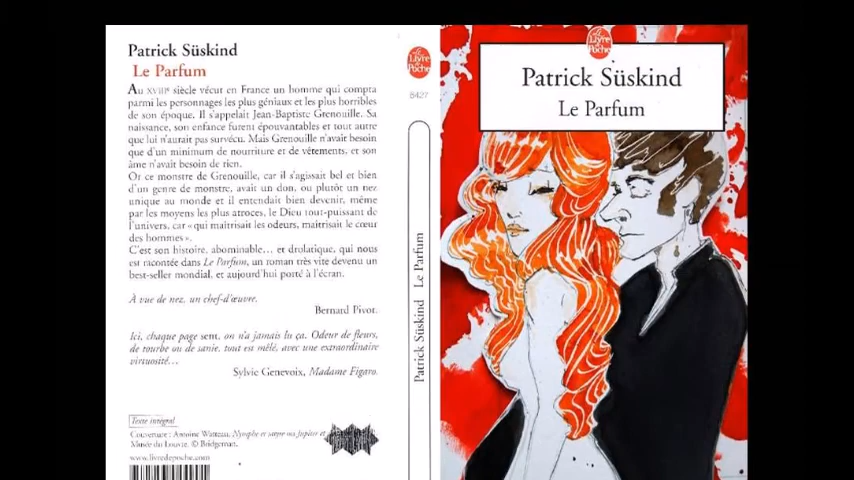 Patrick Süskind
Le Parfum
Au XVIIIe siècle vécut en France un homme qui compta
parmi les personnages les plus géniaux et les plus horribles
de son époque. Il s'appelait Jean-Baptiste Grenouille. Sa
naissance, son enfance furent épouvantables et tout autre
que lui n'aurait pas survécu. Mais Grenouille n'avait besoin
que d'un minimum de nourriture et de vêtements, et son
âme n'avait besoin de rien.
Or ce monstre de Grenouille, car il s'agissait bel et bien
d'un genre de monstre, avait un don, ou plutôt un nez
unique au monde et il entendait bien devenir, même
par les moyens les plus atroces, le Dieu tout-puissant de
l'univers, car « qui maîtrisait les odeurs, maîtrisait le cœur
des hommes ».
C'est son histoire, abominable... et drolatique, qui nous
est racontée dans Le Parfum, un roman très vite devenu un
best-seller mondial, et aujourd'hui porté à l'écran.
À vue de nez, un chef-d'œuvre.
Bernard Pivot.
Ici, chaque page sent, on n'a jamais lu ça. Odeur de fleurs,
de tourbe ou de sanie, tout est mêlé, avec une extraordinaire
virtuosité...
Sylvie Genevoix, Madame Figaro.
Texte intégral
Couverture : Antoine Watteau, Nymphe et satyre ou Jupiter et
Musée du Louvre. © Bridgeman.
www.livredepoche.com
Le
Livre
de
Poche
8427
Patrick Süskind Le Parfum
Le
Livre
de
Poche
Patrick Süskind
Le Parfum